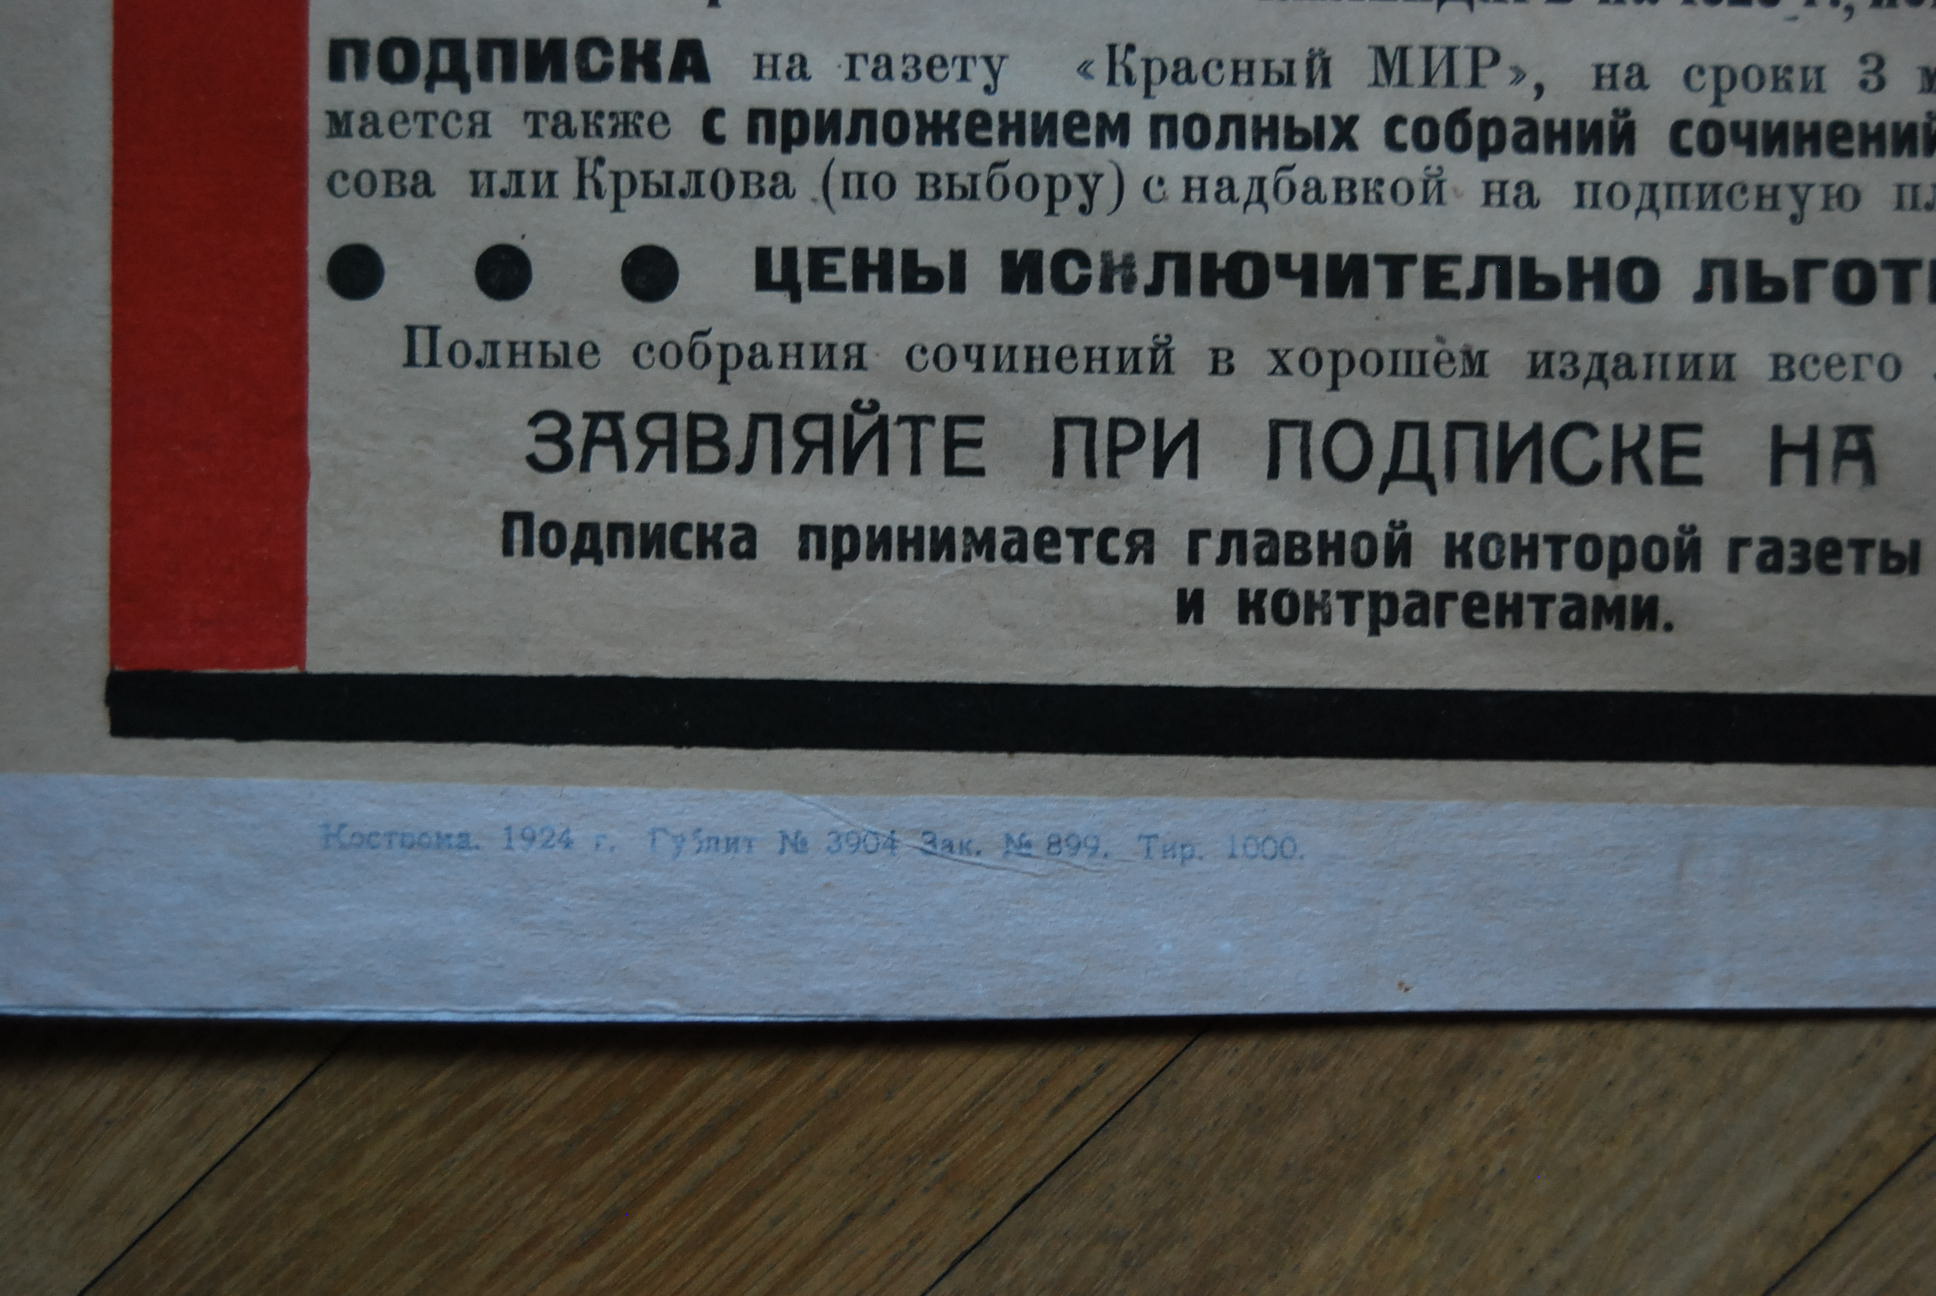 ПОДПИСКА на газету «Красный МИР», на сроки 3
мается также с приложением полных собраний сочинений
сова или Крылова (по выбору) с надбавкой на подписную
ЦЕНЫ ИСКЛЮЧИТЕЛЬНО ЛЬГОТ
Полные собрания сочинений в хорошем издании всего
ЗАЯВЛЯЙТЕ ПРИ ПОДПИСКЕ НА
Подписка принимается главной конторой газеты
и контрагентами.
Кострома. 1924 г. Гублит № 3904 Зак. № 899. Тир. 1000.